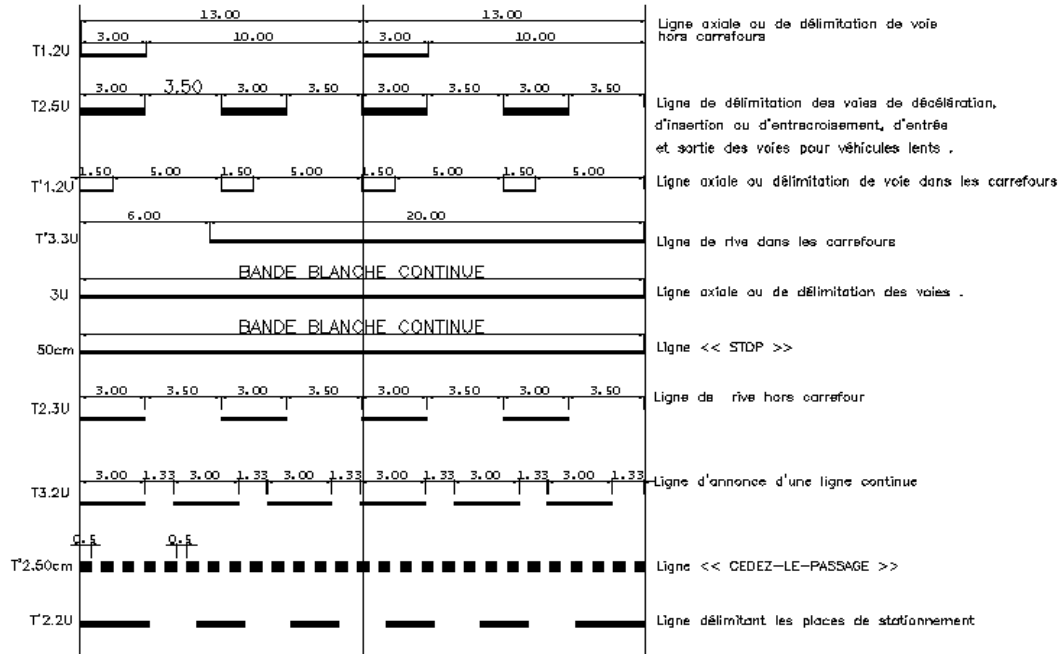 13.00 13.00
Ligne axiale ou de délimitation de voie
hors carrefours
3.00 10.00 3.00 10.00
T1.2U
3.00 3.50 3.00 3.50 3.00 3.50 3.00 3.50
T2.5U
Ligne de délimitation des voies de décélération,
d'insertion ou d'entracroisement, d'entrée
et sortie des voies pour véhicules lents .
1.50 5.00 1.50 5.00 1.50 5.00 1.50 5.00
T'1.2U
Ligne axiale ou délimitation de voie dans les carrefours
6.00 20.00
T'3.3U
Ligne de rive dans les carrefours
BANDE BLANCHE CONTINUE
3U
Ligne axiale ou de délimitation des voies .
BANDE BLANCHE CONTINUE
50cm
Ligne << STOP >>
3.00 3.50 3.00 3.50 3.00 3.50 3.00 3.50
T2.3U
Ligne de rive hors carrefour
3.00 1.33 3.00 1.33 3.00 1.33 3.00 1.33 3.00 1.33 3.00 1.33
T3.2U
Ligne d'annonce d'une ligne continue
0.5 0.5
T'2.50cm
Ligne << CEDEZ-LE-PASSAGE >>
T'2.2U
Ligne délimitant les places de stationnement